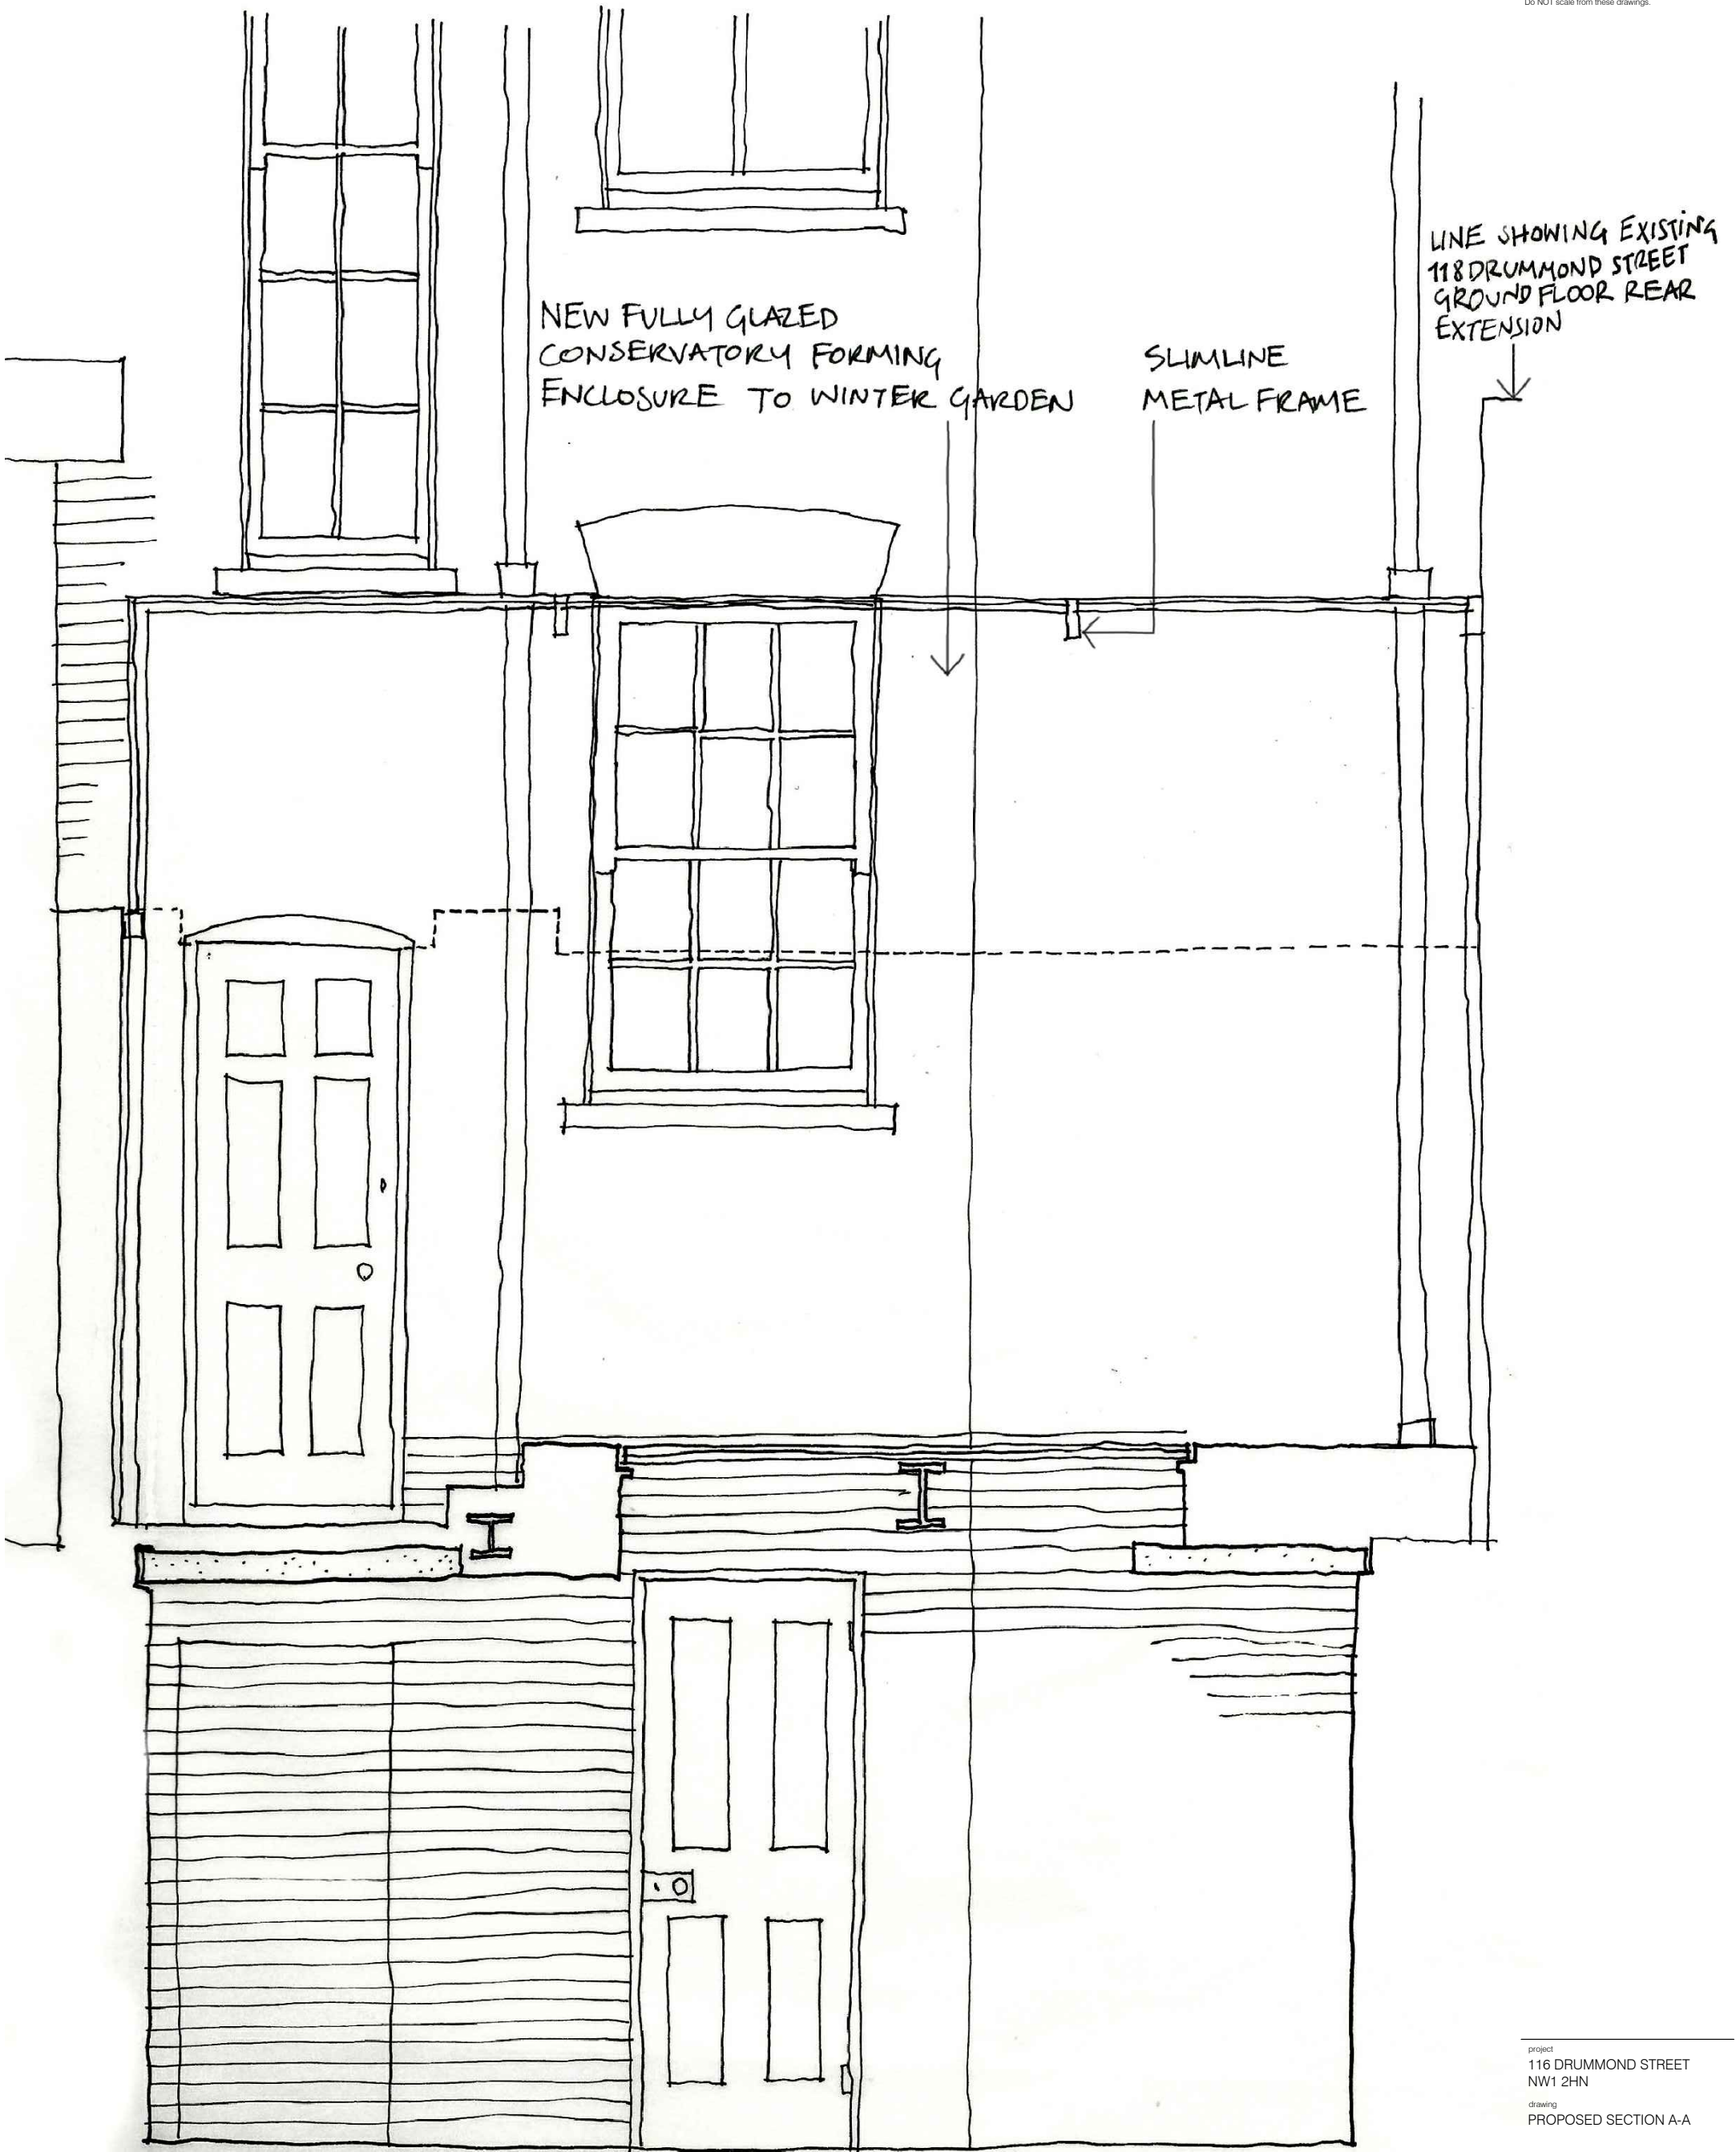 Do NOT scale from these drawings.
LINE SHOWING EXISTING
118 DRUMMOND STREET
GROUND FLOOR REAR
EXTENSION
NEW FULLY GLAZED
CONSERVATORY FORMING
ENCLOSURE TO WINTER GARDEN
SLIMLINE
METAL FRAME
project
116 DRUMMOND STREET
NW1 2HN
drawing
PROPOSED SECTION A-A